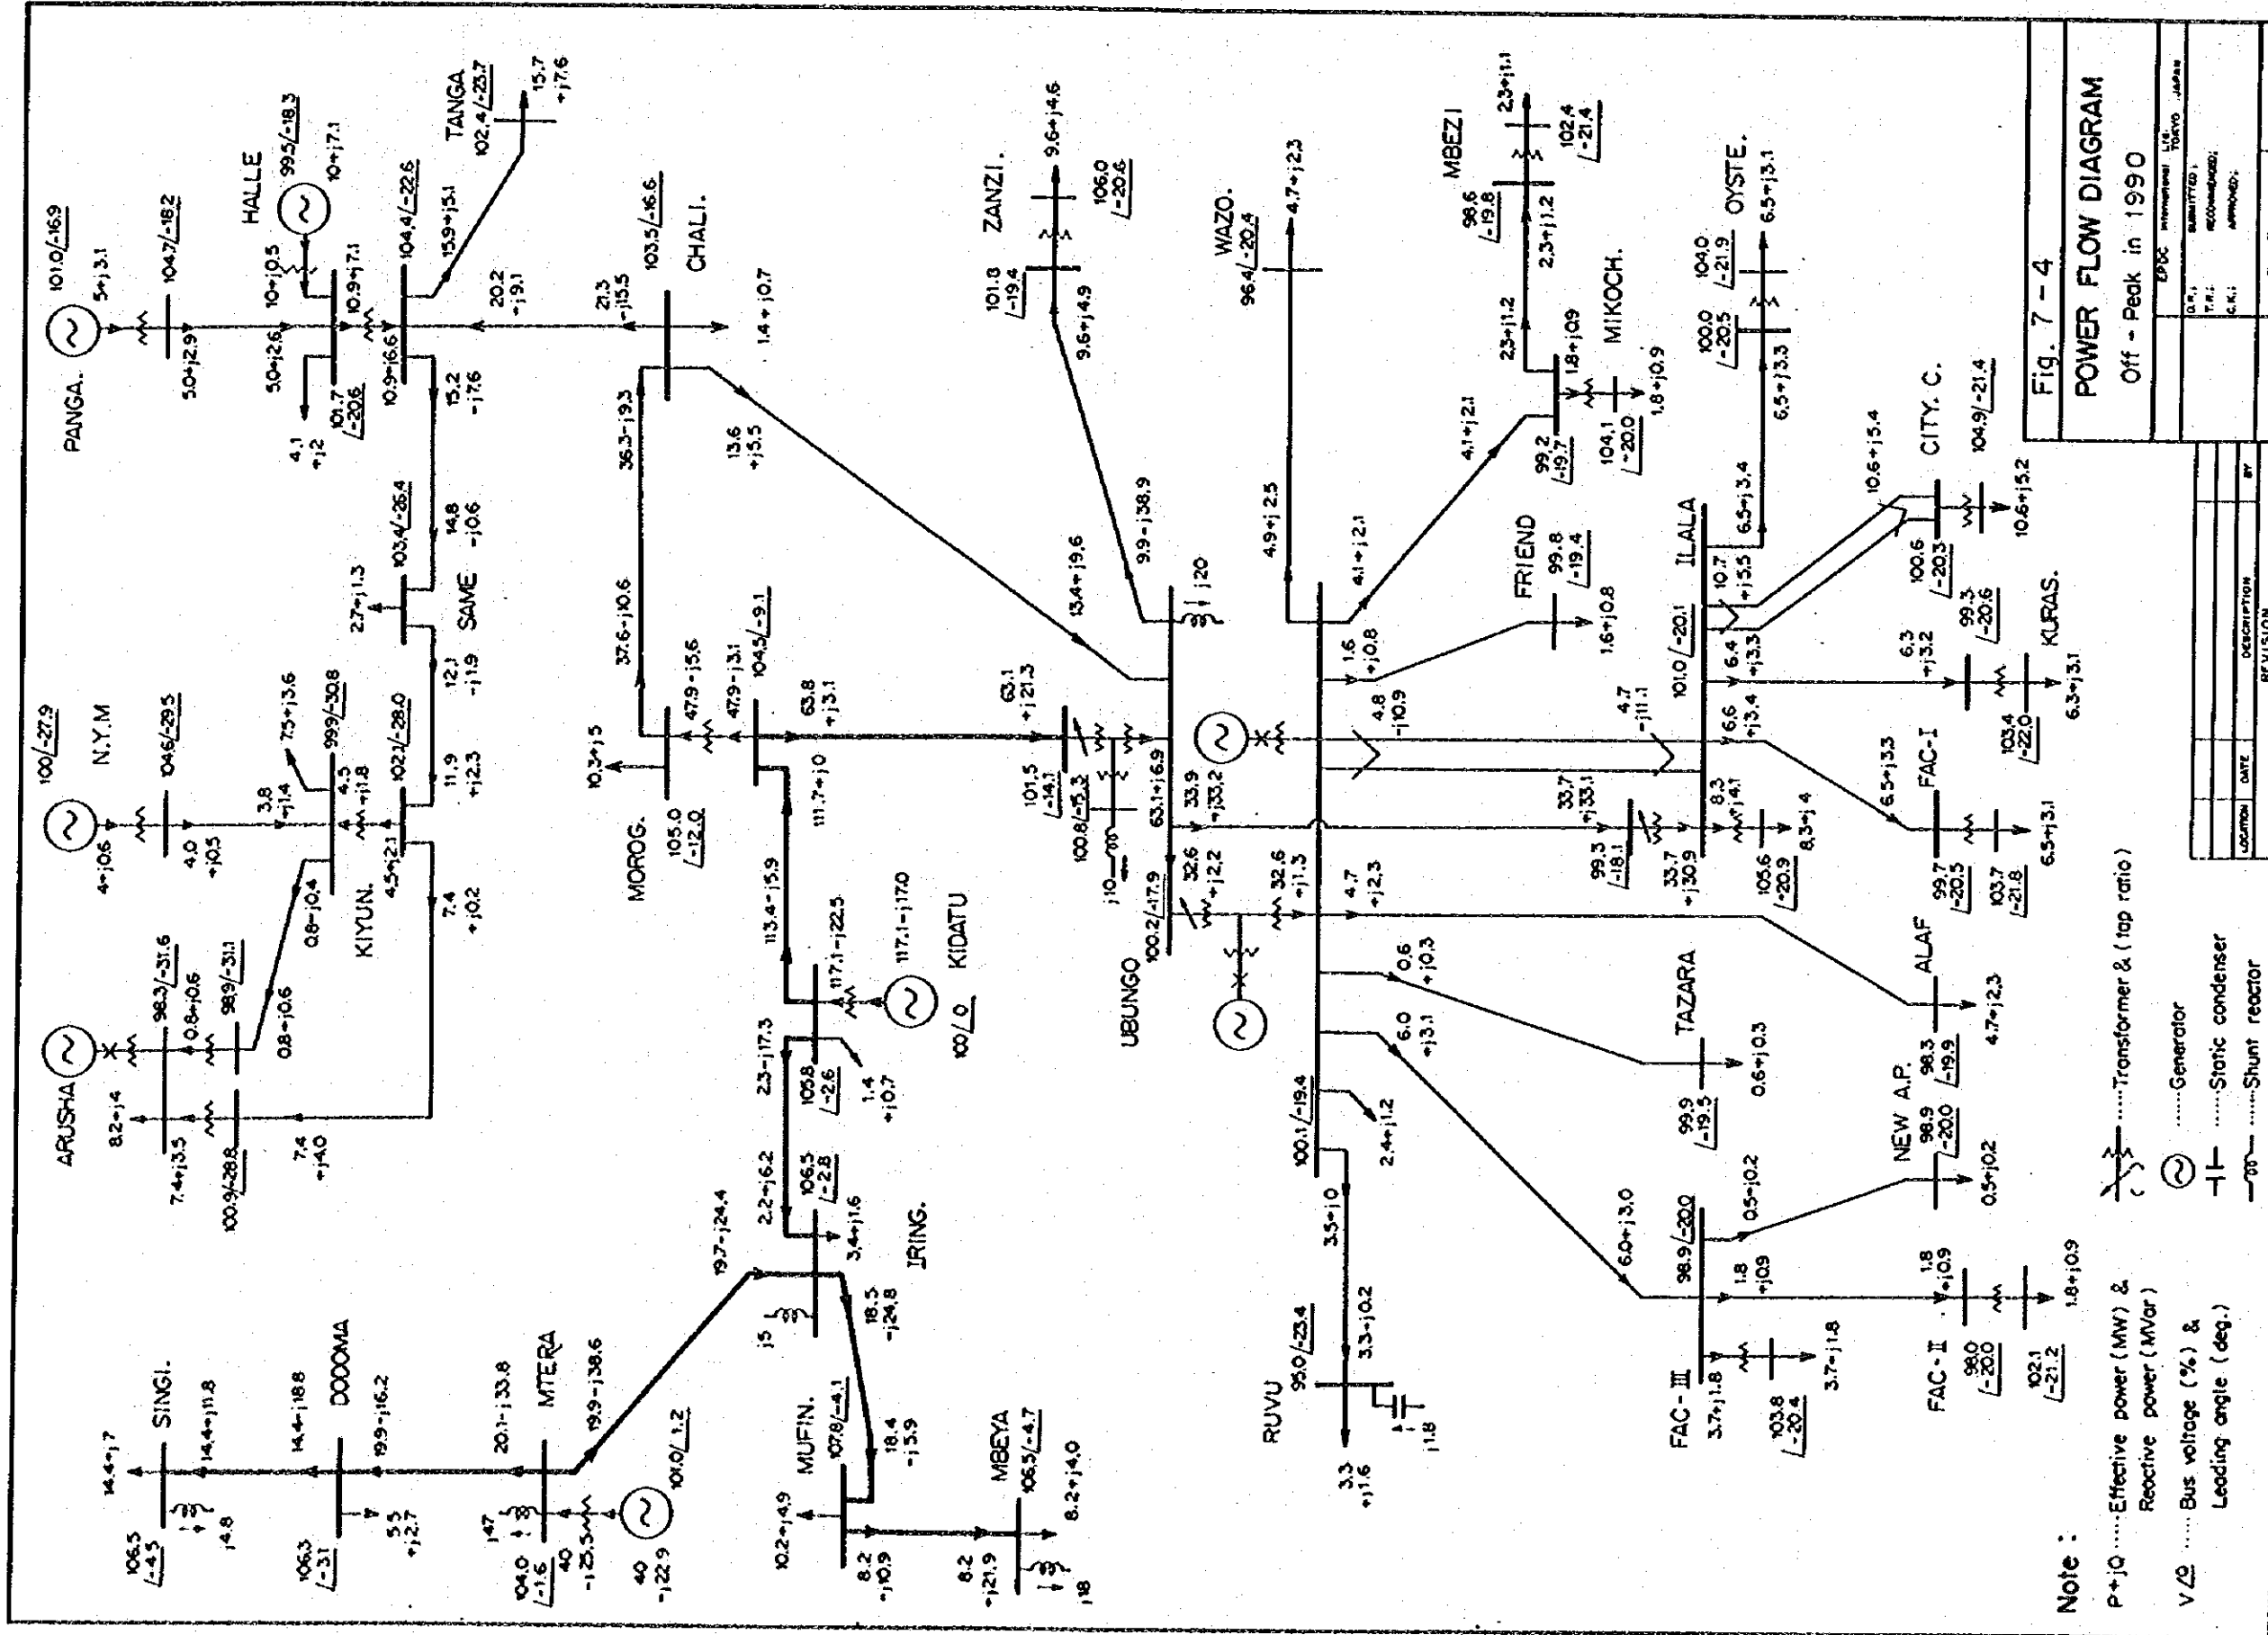 PANGA.
101.0/-16.9
5+j3.1
104.7/-18.2
5.0+j2.9
HALLE
99.5/-18.3
10+j7.1
5.0+j2.6
10+j0.5
4.1
+j2
101.7
/-20.6
10.9+j7.1
10.9+j6.6
104.4/-22.6
TANGA
102.4/-23.7
15.7
+j7.6
15.9+j5.1
15.2
-j7.6
20.2
-j9.1
21.3
-j15.5
103.5/-16.6
CHALI.
1.4+j0.7
36.3-j9.3
13.6
+j5.5
14.8
-j0.6
103.4/-26.4
SAME
2.7+j1.3
12.1
-j1.9
N.Y.M
100/-27.9
4+j0.6
104.6/-29.5
4.0
+j0.5
3.8
+j1.4
7.5+j3.6
99.9/-30.8
4.5
+j1.8
102.1/-28.0
11.9
+j2.3
KIYUN.
4.5+j2.1
0.8-j0.4
7.4
+j0.2
ARUSHA
98.3/-31.6
8.2+j4
0.8+j0.6
98.9/-31.1
0.8-j0.6
7.4+j3.5
100.9/-28.8
7.4
+j4.0
MOROG.
10.3+j5
105.0
/-12.0
37.6-j10.6
47.9-j5.6
47.9-j3.1
104.5/-9.1
63.8
+j3.1
111.7+j0
113.4-j5.9
63.1
+j21.3
101.5
/-14.1
100.8/-15.3
j10
63.1+j6.9
KIDATU
100/0
117.1-j17.0
117.1-j22.5
105.8
/-2.6
1.4
+j0.7
2.3-j17.3
2.2+j6.2
106.5
/-2.8
IRING.
3.4+j1.6
j5
19.7-j24.4
18.5
-j24.8
SINGI.
14.4+j7
14.4+j11.8
106.5
/-4.5
j4.8
DODOMA
14.4-j18.8
19.9-j16.2
106.3
/-3.1
5.5
+j2.7
MTERA
20.1-j33.8
19.9-j38.6
j47
104.0
/-1.6
40
-j25.5
101.0/1.2
40
-j22.9
MUFIN.
107.8/-4.1
10.2+j4.9
18.4
-j5.9
8.2
-j10.9
MBEYA
106.5/-4.7
8.2
+j21.9
8.2+j4.0
j18
UBUNGO
100.2/-17.9
13.4+j9.6
9.9-j38.9
j20
33.9
+j33.2
32.6
+j2.2
32.6
+j1.3
ZANZI.
101.3
/-19.4
9.6+j4.9
9.6+j4.6
106.0
/-20.6
WAZO.
96.4/-20.4
4.7+j2.3
4.9+j2.5
4.1+j2.1
MBEZI
98.6
/-19.8
2.3+j1.1
102.4
/-21.4
2.3+j1.2
2.3+j1.2
4.1+j2.1
MIKOCH.
1.8+j0.9
99.2
/-19.7
104.1
/-20.0
1.8+j0.9
FRIEND
99.8
/-19.4
1.6
+j0.8
1.6+j0.8
4.8
-j10.9
4.7
-j11.1
ILALA
101.0/-20.1
OYSTE.
100.0
/-20.5
104.0
/-21.9
6.5+j3.1
6.5+j3.3
6.5+j3.4
10.7
+j5.5
10.6+j5.4
CITY. C.
100.6
/-20.3
104.9/-21.4
10.6+j5.2
6.4
+j3.3
6.3
+j3.2
99.3
/-20.6
KURAS.
103.4
/-22.0
6.3+j3.1
6.6
+j3.4
6.5+j3.3
FAC-I
99.7
/-20.5
103.7
/-21.8
6.5+j3.1
33.7
+j33.1
99.3
/-18.1
33.7
+j30.9
8.3
+j4.1
105.6
/-20.9
8.3+j4
4.7
+j2.3
ALAF
98.3
/-19.9
4.7+j2.3
0.6
+j0.3
TAZARA
99.9
/-19.5
0.6+j0.3
6.0
+j3.1
100.1/-19.4
2.4+j1.2
3.5+j0
3.3-j0.2
RUVU
95.0/-23.4
j1.8
3.3
+j1.6
6.0+j3.0
98.9/-20.0
FAC-III
3.7+j1.8
103.8
/-20.4
3.7+j1.8
1.8
+j0.9
0.5+j0.2
NEW A.P.
98.9
/-20.0
0.5+j0.2
FAC-II
1.8
+j0.9
98.0
/-20.0
102.1
/-21.2
1.8+j0.9
Note :
P+jQ ......Effective power (MW) &
Reactive power (MVar)
V/θ ...... Bus voltage (%) &
Leading angle (deg.)
......Transformer & (tap ratio)
......Generator
......Static condenser
......Shunt reactor
LOCATION DATE DESCRIPTION BY
REVISION
Fig. 7-4
POWER FLOW DIAGRAM
Off-Peak in 1990
EPDC International Ltd.
TOKYO JAPAN
D.R.; SUBMITTED;
T.R.; RECOMMENDED;
C.K.; APPROVED;